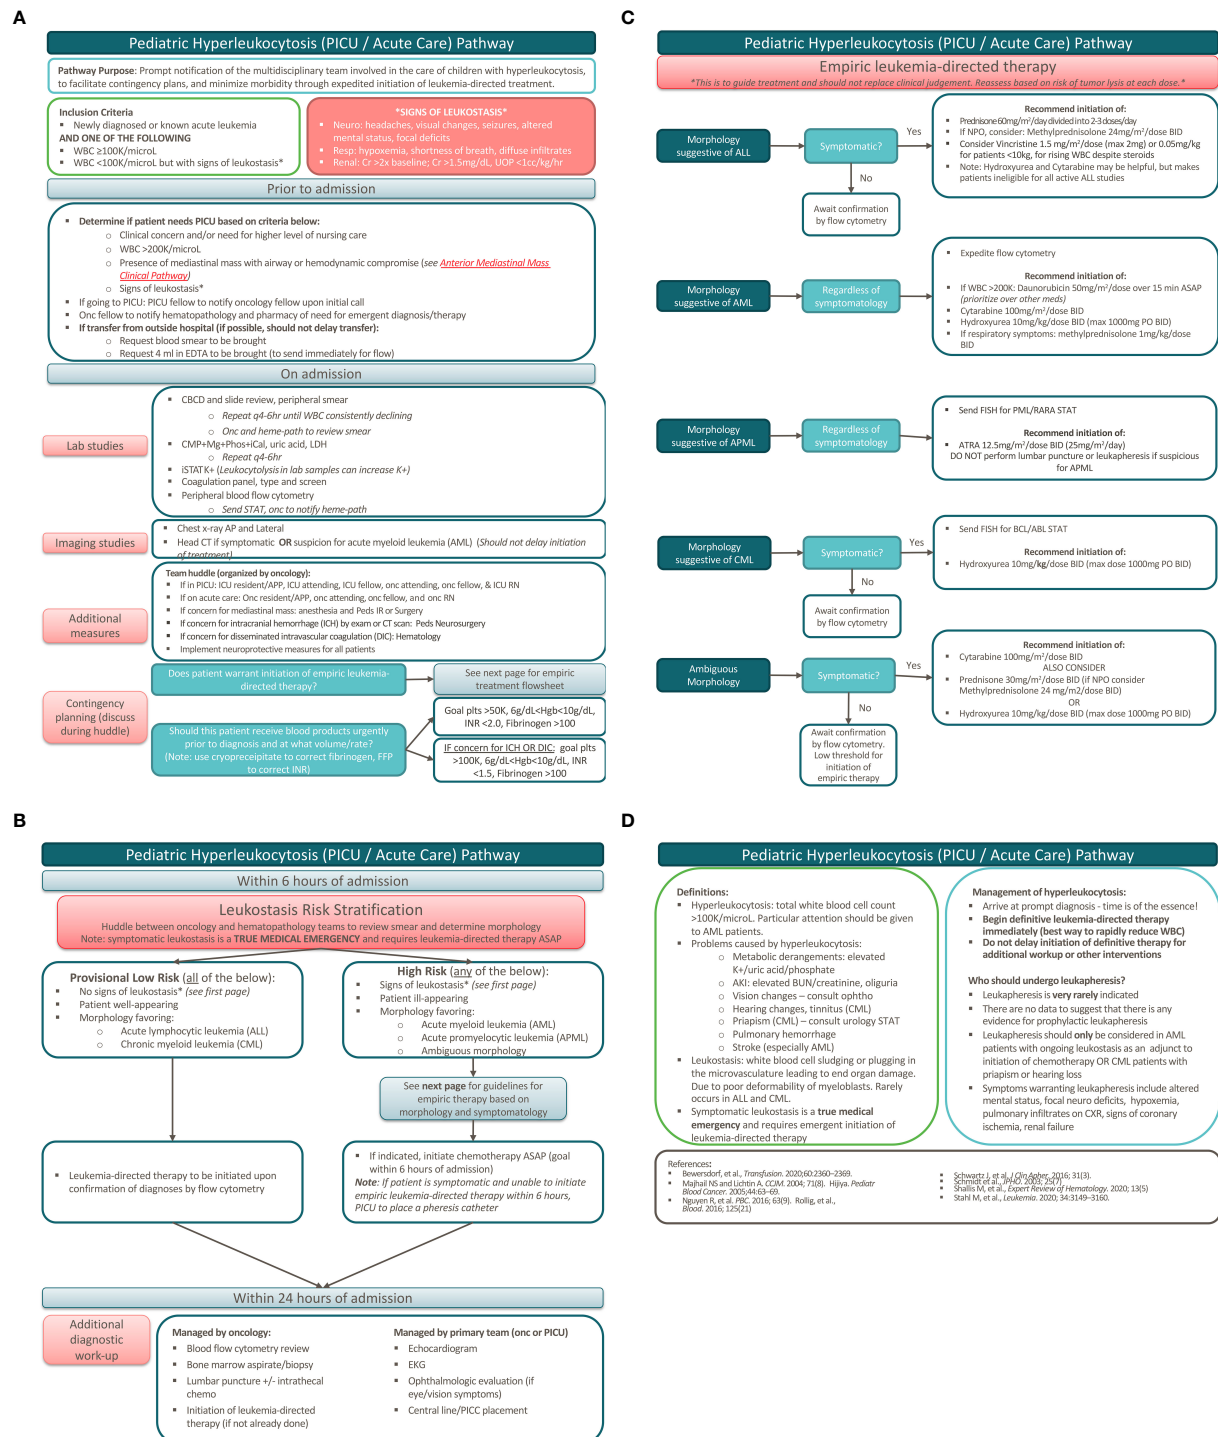 A
Pediatric Hyperleukocytosis (PICU / Acute Care) Pathway
Pathway Purpose: Prompt notification of the multidisciplinary team involved in the care of children with hyperleukocytosis,
to facilitate contingency plans, and minimize morbidity through expedited initiation of leukemia-directed treatment.
Inclusion Criteria
▪ Newly diagnosed or known acute leukemia
AND ONE OF THE FOLLOWING
▪ WBC ≥100K/microL
▪ WBC <100K/microL but with signs of leukostasis*
*SIGNS OF LEUKOSTASIS*
▪ Neuro: headaches, visual changes, seizures, altered
mental status, focal deficits
▪ Resp: hypoxemia, shortness of breath, diffuse infiltrates
▪ Renal: Cr >2x baseline; Cr >1.5mg/dL, UOP <1cc/kg/hr
Prior to admission
▪ Determine if patient needs PICU based on criteria below:
o Clinical concern and/or need for higher level of nursing care
o WBC >200K/microL
o Presence of mediastinal mass with airway or hemodynamic compromise (see Anterior Mediastinal Mass
Clinical Pathway)
o Signs of leukostasis*
▪ If going to PICU: PICU fellow to notify oncology fellow upon initial call
▪ Onc fellow to notify hematopathology and pharmacy of need for emergent diagnosis/therapy
▪ If transfer from outside hospital (if possible, should not delay transfer):
o Request blood smear to be brought
o Request 4 ml in EDTA to be brought (to send immediately for flow)
On admission
Lab studies
▪ CBCD and slide review, peripheral smear
o Repeat q4-6hr until WBC consistently declining
o Onc and heme-path to review smear
▪ CMP+Mg+Phos+iCal, uric acid, LDH
o Repeat q4-6hr
▪ iSTAT K+ (Leukocytolysis in lab samples can increase K+)
▪ Coagulation panel, type and screen
▪ Peripheral blood flow cytometry
o Send STAT, onc to notify heme-path
Imaging studies
▪ Chest x-ray AP and Lateral
▪ Head CT if symptomatic OR suspicion for acute myeloid leukemia (AML) (Should not delay initiation
of treatment)
Additional
measures
Team huddle (organized by oncology):
▪ If in PICU: ICU resident/APP, ICU attending, ICU fellow, onc attending, onc fellow, & ICU RN
▪ If on acute care: Onc resident/APP, onc attending, onc fellow, and onc RN
▪ If concern for mediastinal mass: anesthesia and Peds IR or Surgery
▪ If concern for intracranial hemorrhage (ICH) by exam or CT scan: Peds Neurosurgery
▪ If concern for disseminated intravascular coagulation (DIC): Hematology
▪ Implement neuroprotective measures for all patients
Contingency
planning (discuss
during huddle)
Does patient warrant initiation of empiric leukemia-
directed therapy?
See next page for empiric
treatment flowsheet
Should this patient receive blood products urgently
prior to diagnosis and at what volume/rate?
(Note: use cryopreceipitate to correct fibrinogen, FFP
to correct INR)
Goal plts >50K, 6g/dL<Hgb<10g/dL,
INR <2.0, Fibrinogen >100
IF concern for ICH OR DIC: goal plts
>100K, 6g/dL<Hgb<10g/dL, INR
<1.5, Fibrinogen >100
B
Pediatric Hyperleukocytosis (PICU / Acute Care) Pathway
Within 6 hours of admission
Leukostasis Risk Stratification
Huddle between oncology and hematopathology teams to review smear and determine morphology
Note: symptomatic leukostasis is a TRUE MEDICAL EMERGENCY and requires leukemia-directed therapy ASAP
Provisional Low Risk (all of the below):
▪ No signs of leukostasis* (see first page)
▪ Patient well-appearing
▪ Morphology favoring:
o Acute lymphocytic leukemia (ALL)
o Chronic myeloid leukemia (CML)
High Risk (any of the below):
▪ Signs of leukostasis* (see first page)
▪ Patient ill-appearing
▪ Morphology favoring:
o Acute myeloid leukemia (AML)
o Acute promyelocytic leukemia (APML)
o Ambiguous morphology
See next page for guidelines for
empiric therapy based on
morphology and symptomatology
▪ Leukemia-directed therapy to be initiated upon
confirmation of diagnoses by flow cytometry
▪ If indicated, initiate chemotherapy ASAP (goal
within 6 hours of admission)
Note: If patient is symptomatic and unable to initiate
empiric leukemia-directed therapy within 6 hours,
PICU to place a pheresis catheter
Within 24 hours of admission
Additional
diagnostic
work-up
Managed by oncology:
▪ Blood flow cytometry review
▪ Bone marrow aspirate/biopsy
▪ Lumbar puncture +/- intrathecal
chemo
▪ Initiation of leukemia-directed
therapy (if not already done)
Managed by primary team (onc or PICU)
▪ Echocardiogram
▪ EKG
▪ Ophthalmologic evaluation (if
eye/vision symptoms)
▪ Central line/PICC placement
C
Pediatric Hyperleukocytosis (PICU / Acute Care) Pathway
Empiric leukemia-directed therapy
*This is to guide treatment and should not replace clinical judgement. Reassess based on risk of tumor lysis at each dose.*
Morphology
suggestive of ALL
Symptomatic?
Yes
No
Await confirmation
by flow cytometry
Recommend initiation of:
▪ Prednisone 60mg/m²/day divided into 2-3 doses/day
▪ If NPO, consider: Methylprednisolone 24mg/m²/dose BID
▪ Consider Vincristine 1.5 mg/m²/dose (max 2mg) or 0.05mg/kg
for patients <10kg, for rising WBC despite steroids
▪ Note: Hydroxyurea and Cytarabine may be helpful, but makes
patients ineligible for all active ALL studies
Morphology
suggestive of AML
Regardless of
symptomatology
▪ Expedite flow cytometry
Recommend initiation of:
▪ If WBC >200K: Daunorubicin 50mg/m²/dose over 15 min ASAP
(prioritize over other meds)
▪ Cytarabine 100mg/m²/dose BID
▪ Hydroxyurea 10mg/kg/dose BID (max 1000mg PO BID)
▪ If respiratory symptoms: methylprednisolone 1mg/kg/dose
BID
Morphology
suggestive of APML
Regardless of
symptomatology
▪ Send FISH for PML/RARA STAT
Recommend initiation of:
▪ ATRA 12.5mg/m²/dose BID (25mg/m²/day)
DO NOT perform lumbar puncture or leukapheresis if suspicious
for APML
Morphology
suggestive of CML
Symptomatic?
Yes
No
Await confirmation
by flow cytometry
▪ Send FISH for BCL/ABL STAT
Recommend initiation of:
▪ Hydroxyurea 10mg/kg/dose BID (max dose 1000mg PO BID)
Ambiguous
Morphology
Symptomatic?
Yes
No
Await confirmation
by flow cytometry.
Low threshold for
initiation of
empiric therapy
Recommend initiation of:
▪ Cytarabine 100mg/m²/dose BID
ALSO CONSIDER
▪ Prednisone 30mg/m²/dose BID (if NPO consider
Methylprednisolone 24 mg/m2/dose BID)
OR
▪ Hydroxyurea 10mg/kg/dose BID (max dose 1000mg PO BID)
D
Pediatric Hyperleukocytosis (PICU / Acute Care) Pathway
Definitions:
▪ Hyperleukocytosis: total white blood cell count
>100K/microL. Particular attention should be given
to AML patients.
▪ Problems caused by hyperleukocytosis:
o Metabolic derangements: elevated
K+/uric acid/phosphate
o AKI: elevated BUN/creatinine, oliguria
o Vision changes – consult ophtho
o Hearing changes, tinnitus (CML)
o Priapism (CML) – consult urology STAT
o Pulmonary hemorrhage
o Stroke (especially AML)
▪ Leukostasis: white blood cell sludging or plugging in
the microvasculature leading to end organ damage.
Due to poor deformability of myeloblasts. Rarely
occurs in ALL and CML.
▪ Symptomatic leukostasis is a true medical
emergency and requires emergent initiation of
leukemia-directed therapy
Management of hyperleukocytosis:
▪ Arrive at prompt diagnosis - time is of the essence!
▪ Begin definitive leukemia-directed therapy
immediately (best way to rapidly reduce WBC)
▪ Do not delay initiation of definitive therapy for
additional workup or other interventions
Who should undergo leukapheresis?
▪ Leukapheresis is very rarely indicated
▪ There are no data to suggest that there is any
evidence for prophylactic leukapheresis
▪ Leukapheresis should only be considered in AML
patients with ongoing leukostasis as an adjunct to
initiation of chemotherapy OR CML patients with
priapism or hearing loss
▪ Symptoms warranting leukapheresis include altered
mental status, focal neuro deficits, hypoxemia,
pulmonary infiltrates on CXR, signs of coronary
ischemia, renal failure
References:
▪ Bewersdorf, et al., Transfusion. 2020;60:2360–2369.
▪ Majhail NS and Lichtin A. CCJM. 2004; 71(8). Hijiya. Pediatr
Blood Cancer. 2005;44:63–69.
▪ Nguyen R, et al. PBC. 2016; 63(9). Rollig, et al.,
Blood. 2016; 125(21)
▪ Schwartz J, et al. J Clin Apher. 2016; 31(3).
Schmidt et al., JPHO. 2003; 25(7)
▪ Shallis M, et al., Expert Review of Hematology. 2020; 13(5)
▪ Stahl M, et al., Leukemia. 2020; 34:3149–3160.